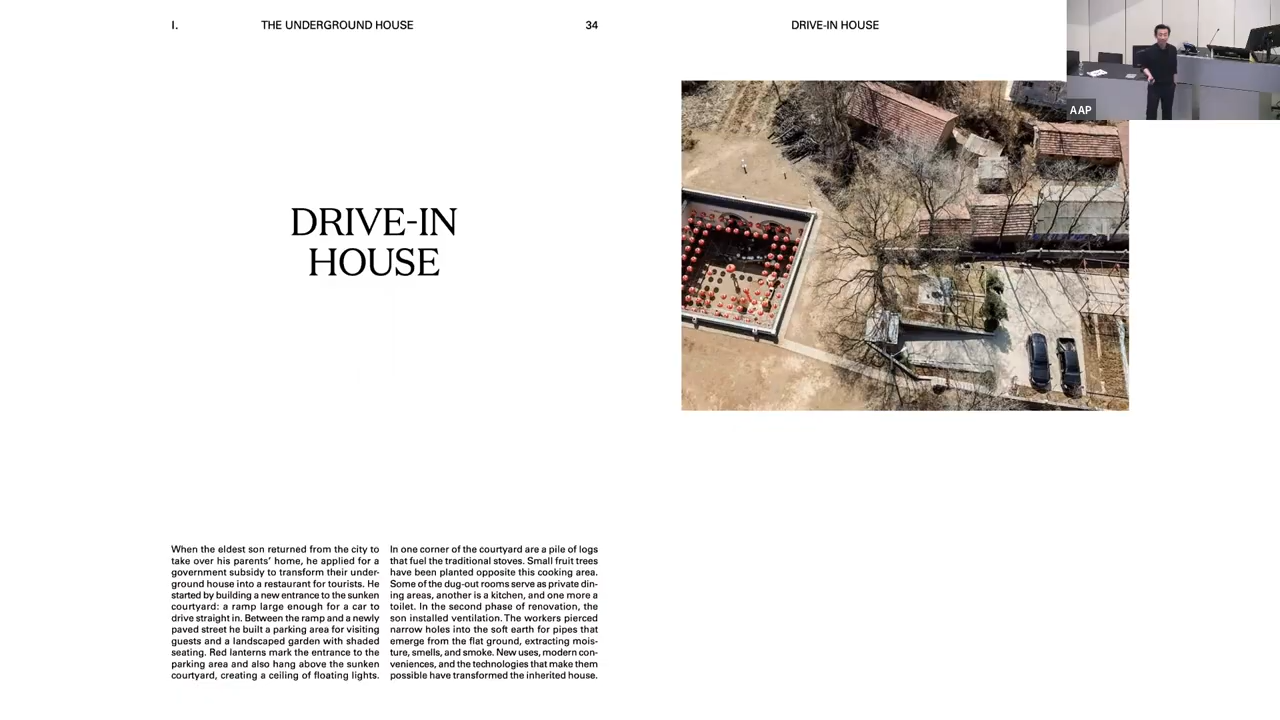 I.
THE UNDERGROUND HOUSE
34
DRIVE-IN HOUSE
AAP
DRIVE-IN
HOUSE
When the eldest son returned from the city to
take over his parents' home, he applied for a
government subsidy to transform their under-
ground house into a restaurant for tourists. He
started by building a new entrance to the sunken
courtyard: a ramp large enough for a car to
drive straight in. Between the ramp and a newly
paved street he built a parking area for visiting
guests and a landscaped garden with shaded
seating. Red lanterns mark the entrance to the
parking area and also hang above the sunken
courtyard, creating a ceiling of floating lights.
In one corner of the courtyard are a pile of logs
that fuel the traditional stoves. Small fruit trees
have been planted opposite this cooking area.
Some of the dug-out rooms serve as private din-
ing areas, another is a kitchen, and one more a
toilet. In the second phase of renovation, the
son installed ventilation. The workers pierced
narrow holes into the soft earth for pipes that
emerge from the flat ground, extracting mois-
ture, smells, and smoke. New uses, modern con-
veniences, and the technologies that make them
possible have transformed the inherited house.